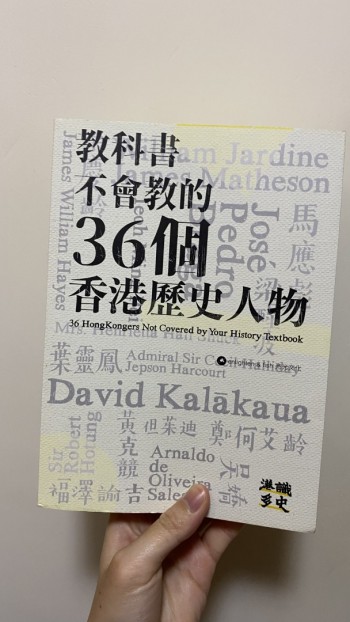 教科書
不會教的
36個
香港歷史人物
36 HongKongers Not Covered by Your History Textbook
William Jardine
James Matheson
James William Hayes
José
Pedro
馬應彪
Mrs. Henrietta Hall Shuck
葉靈鳳
Admiral Sir Cecil
Jepson Harcourt
David Kalākaua
Sir
Robert
Hotung
黃克競
但茱迪
鄭何艾齡
Arnaldo
de
Oliveira
Sales
福澤諭吉
港識
多史